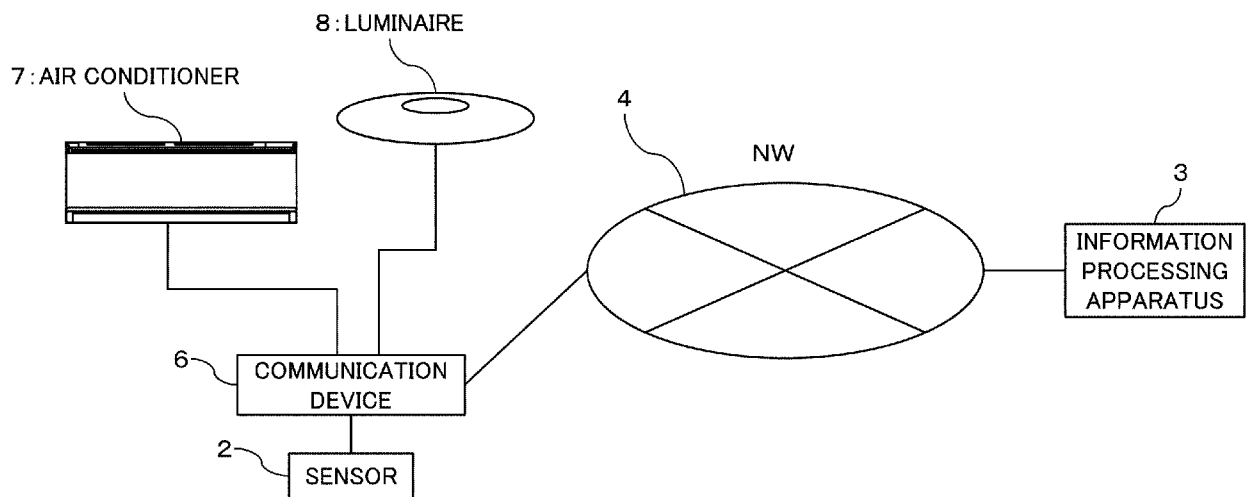 8:LUMINAIRE
7:AIR CONDITIONER
4
NW
3
INFORMATION
PROCESSING
APPARATUS
6
COMMUNICATION
DEVICE
2
SENSOR